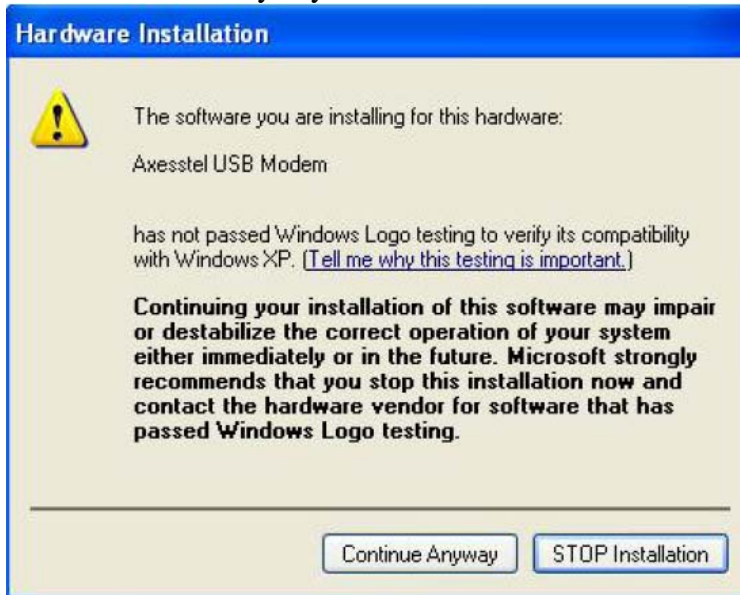 Hardware Installation
The software you are installing for this hardware:
Axesstel USB Modem
has not passed Windows Logo testing to verify its compatibility
with Windows XP. (Tell me why this testing is important.)
Continuing your installation of this software may impair
or destabilize the correct operation of your system
either immediately or in the future. Microsoft strongly
recommends that you stop this installation now and
contact the hardware vendor for software that has
passed Windows Logo testing.
Continue Anyway STOP Installation